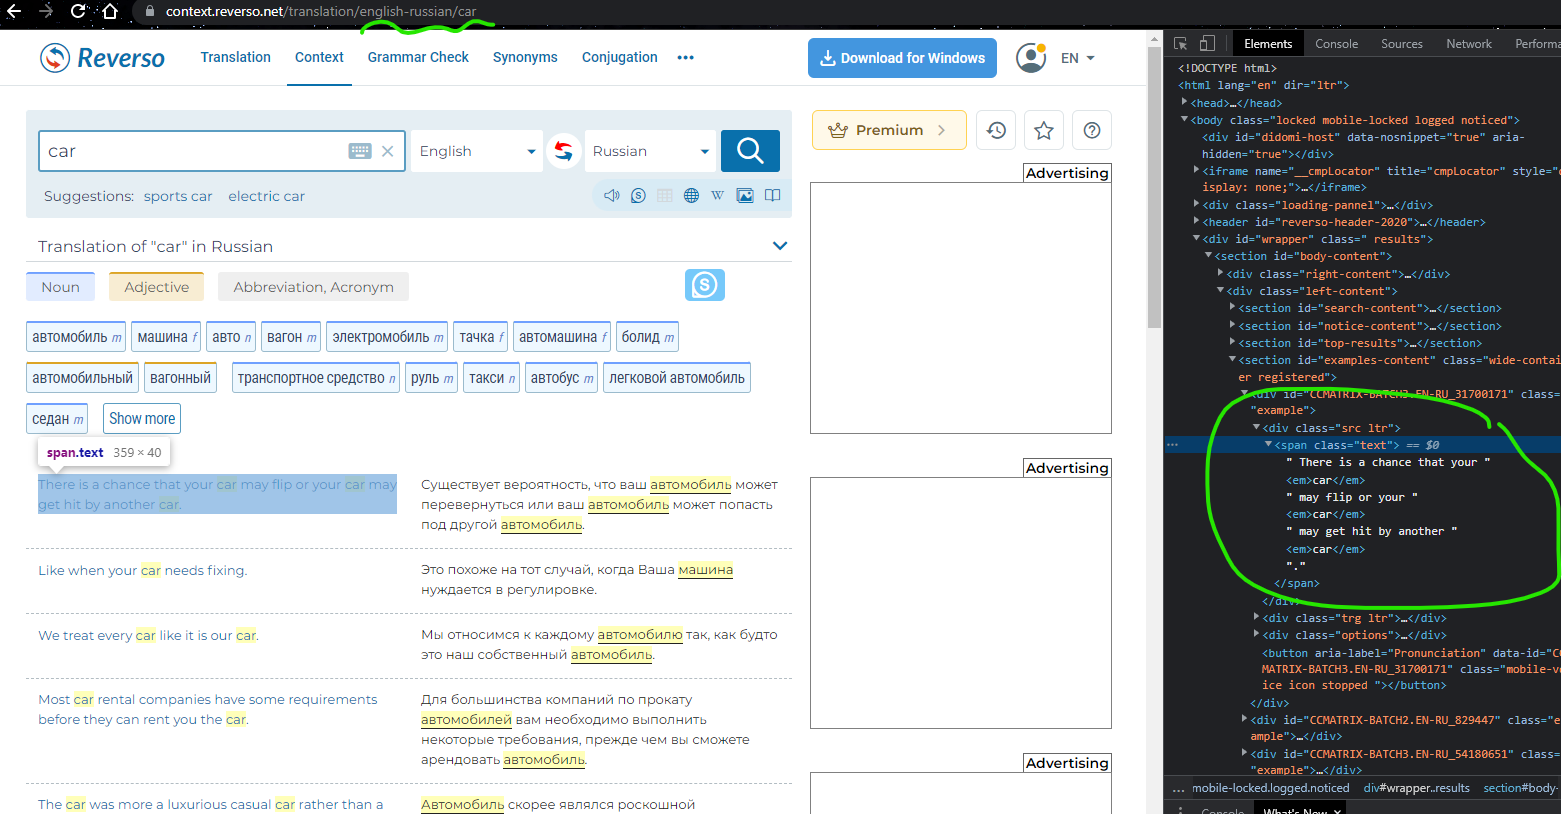 context.reverso.net/translation/english-russian/car
Reverso
Translation Context Grammar Check Synonyms Conjugation •••
Download for Windows
EN
car
English
Russian
Suggestions: sports car electric car
Premium
Translation of "car" in Russian
Noun Adjective Abbreviation, Acronym
автомобиль m машина f авто n вагон m электромобиль m тачка f автомашина f болид m
автомобильный вагонный транспортное средство n руль m такси n автобус m легковой автомобиль
седан m Show more
span.text 359 × 40
There is a chance that your car may flip or your car may
get hit by another car.
Существует вероятность, что ваш автомобиль может
перевернуться или ваш автомобиль может попасть
под другой автомобиль.
Like when your car needs fixing.
Это похоже на тот случай, когда Ваша машина
нуждается в регулировке.
We treat every car like it is our car.
Мы относимся к каждому автомобилю так, как будто
это наш собственный автомобиль.
Most car rental companies have some requirements
before they can rent you the car.
Для большинства компаний по прокату
автомобилей вам необходимо выполнить
некоторые требования, прежде чем вы сможете
арендовать автомобиль.
The car was more a luxurious casual car rather than a
Автомобиль скорее являлся роскошной
Advertising
Advertising
Advertising
Elements Console Sources Network Performa
<!DOCTYPE html>
<html lang="en" dir="ltr">
<head>…</head>
<body class="locked mobile-locked logged noticed">
<div id="didomi-host" data-nosnippet="true" aria-
hidden="true"></div>
<iframe name="__cmpLocator" title="cmpLocator" style="d
isplay: none;">…</iframe>
<div class="loading-pannel">…</div>
<header id="reverso-header-2020">…</header>
<div id="wrapper" class=" results">
<section id="body-content">
<div class="right-content">…</div>
<div class="left-content">
<section id="search-content">…</section>
<section id="notice-content">…</section>
<section id="top-results">…</section>
<section id="examples-content" class="wide-contai
er registered">
<div id="CCMATRIX-BATCH3.EN-RU_31700171" class=
"example">
<div class="src ltr">
<span class="text"> == $0
" There is a chance that your "
<em>car</em>
" may flip or your "
<em>car</em>
" may get hit by another "
<em>car</em>
"."
</span>
</div>
<div class="trg ltr">…</div>
<div class="options">…</div>
<button aria-label="Pronunciation" data-id="CC
MATRIX-BATCH3.EN-RU_31700171" class="mobile-vo
ice icon stopped "></button>
</div>
<div id="CCMATRIX-BATCH2.EN-RU_829447" class="e
ample">…</div>
<div id="CCMATRIX-BATCH3.EN-RU_54180651" class=
"example">…</div>
… mobile-locked.logged.noticed div#wrapper..results section#body-
Console What's New ×